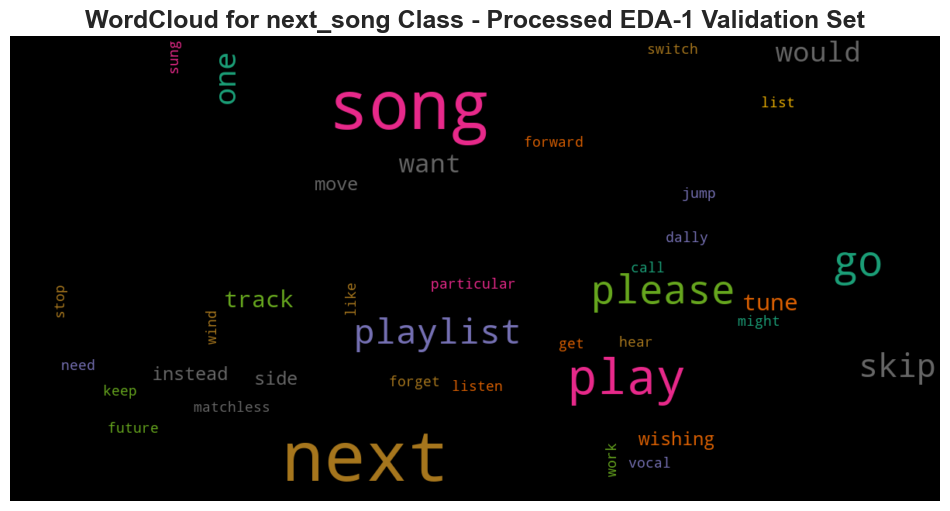 WordCloud for next_song Class - Processed EDA-1 Validation Set
sung
one
switch
would
song
list
forward
want
move
jump
dally
go
call
particular
please
stop
track
like
tune
wind
playlist
might
get
hear
need
instead
side
play
skip
keep
forget
listen
matchless
future
next
wishing
work
vocal